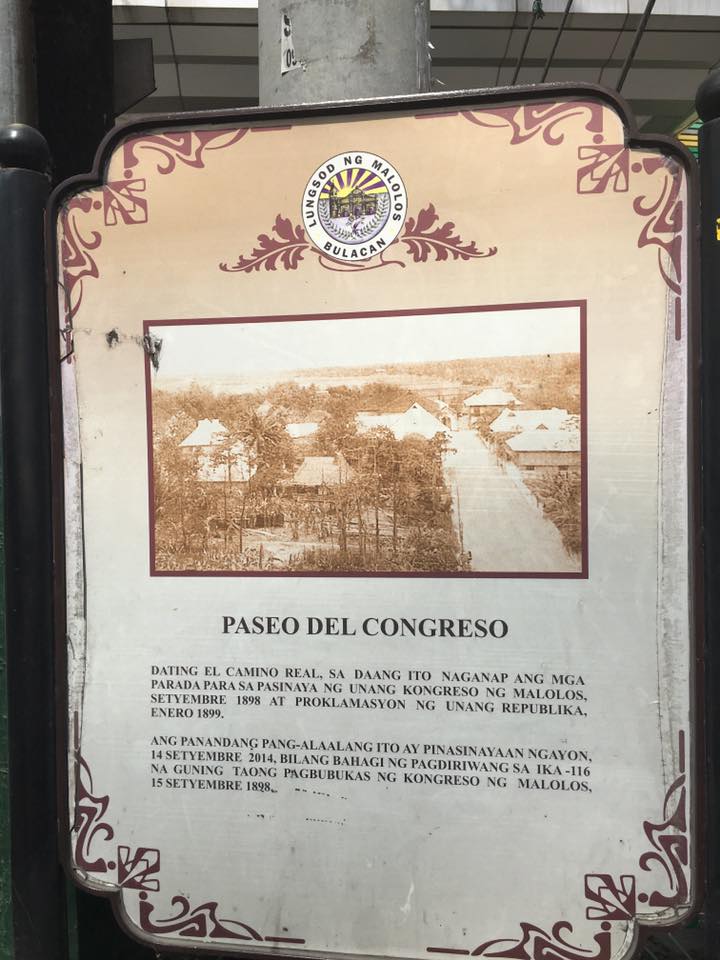 LUNGSOD NG MALOLOS
BULACAN
PASEO DEL CONGRESO
DATING EL CAMINO REAL, SA DAANG ITO NAGANAP ANG MGA
PARADA PARA SA PASINAYA NG UNANG KONGRESO NG MALOLOS,
SETYEMBRE 1898 AT PROKLAMASYON NG UNANG REPUBLIKA,
ENERO 1899.
ANG PANANDANG PANG-ALAALANG ITO AY PINASINAYAAN NGAYON,
14 SETYEMBRE 2014, BILANG BAHAGI NG PAGDIRIWANG SA IKA -116
NA GUNING TAONG PAGBUBUKAS NG KONGRESO NG MALOLOS,
15 SETYEMBRE 1898.